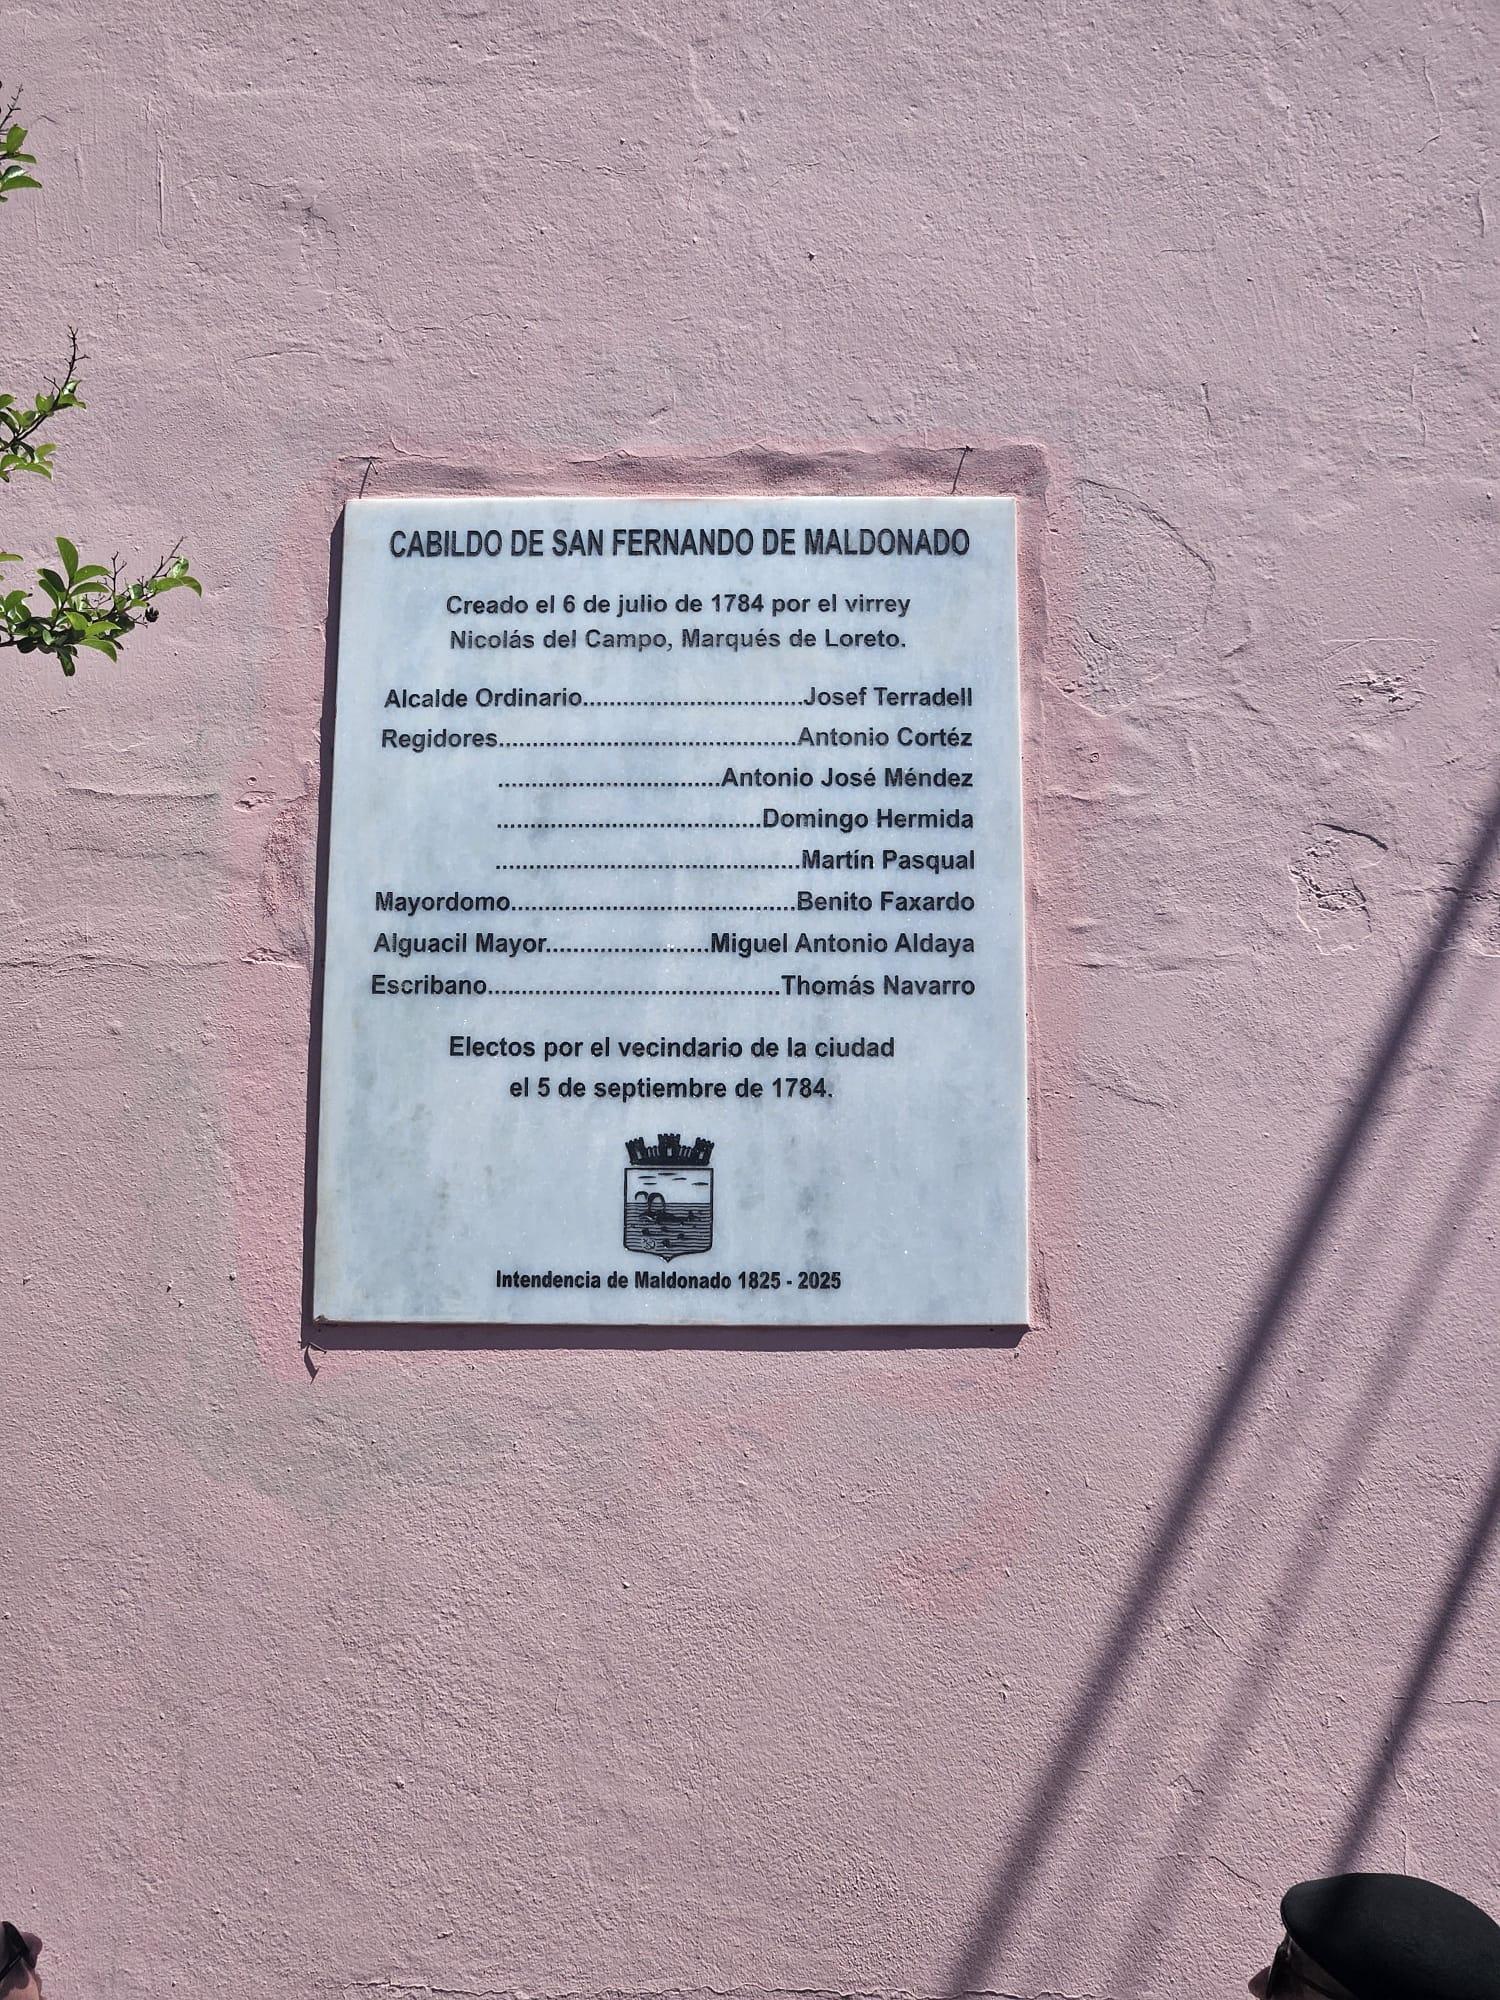 CABILDO DE SAN FERNANDO DE MALDONADO
Creado el 6 de julio de 1784 por el virrey
Nicolás del Campo, Marqués de Loreto.
Alcalde Ordinario.................................Josef Terradell
Regidores.............................................Antonio Cortéz
.................................Antonio José Méndez
.......................................Domingo Hermida
.............................................Martín Pasqual
Mayordomo..........................................Benito Faxardo
Alguacil Mayor........................Miguel Antonio Aldaya
Escribano...........................................Thomás Navarro
Electos por el vecindario de la ciudad
el 5 de septiembre de 1784.
Intendencia de Maldonado 1825 - 2025